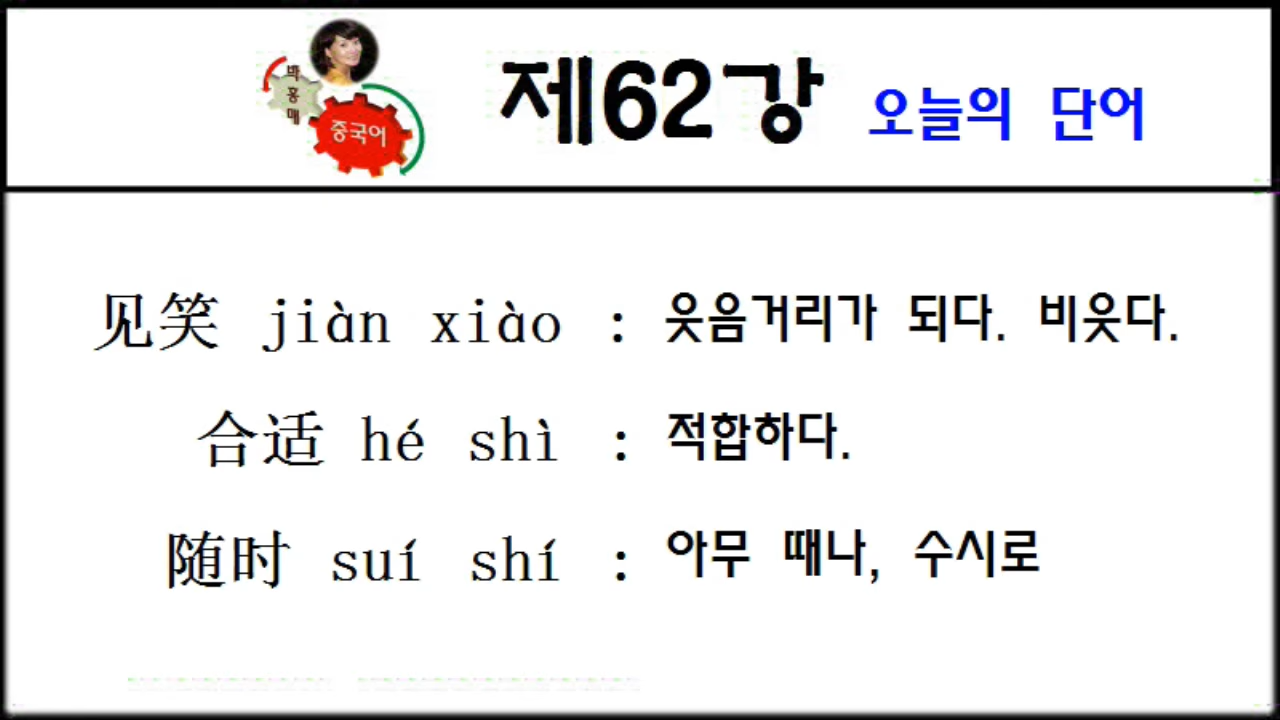 박홍매
중국어
제62강 오늘의 단어
见笑 jiàn xiào : 웃음거리가 되다. 비웃다.
合适 hé shì : 적합하다.
随时 suí shí : 아무 때나, 수시로